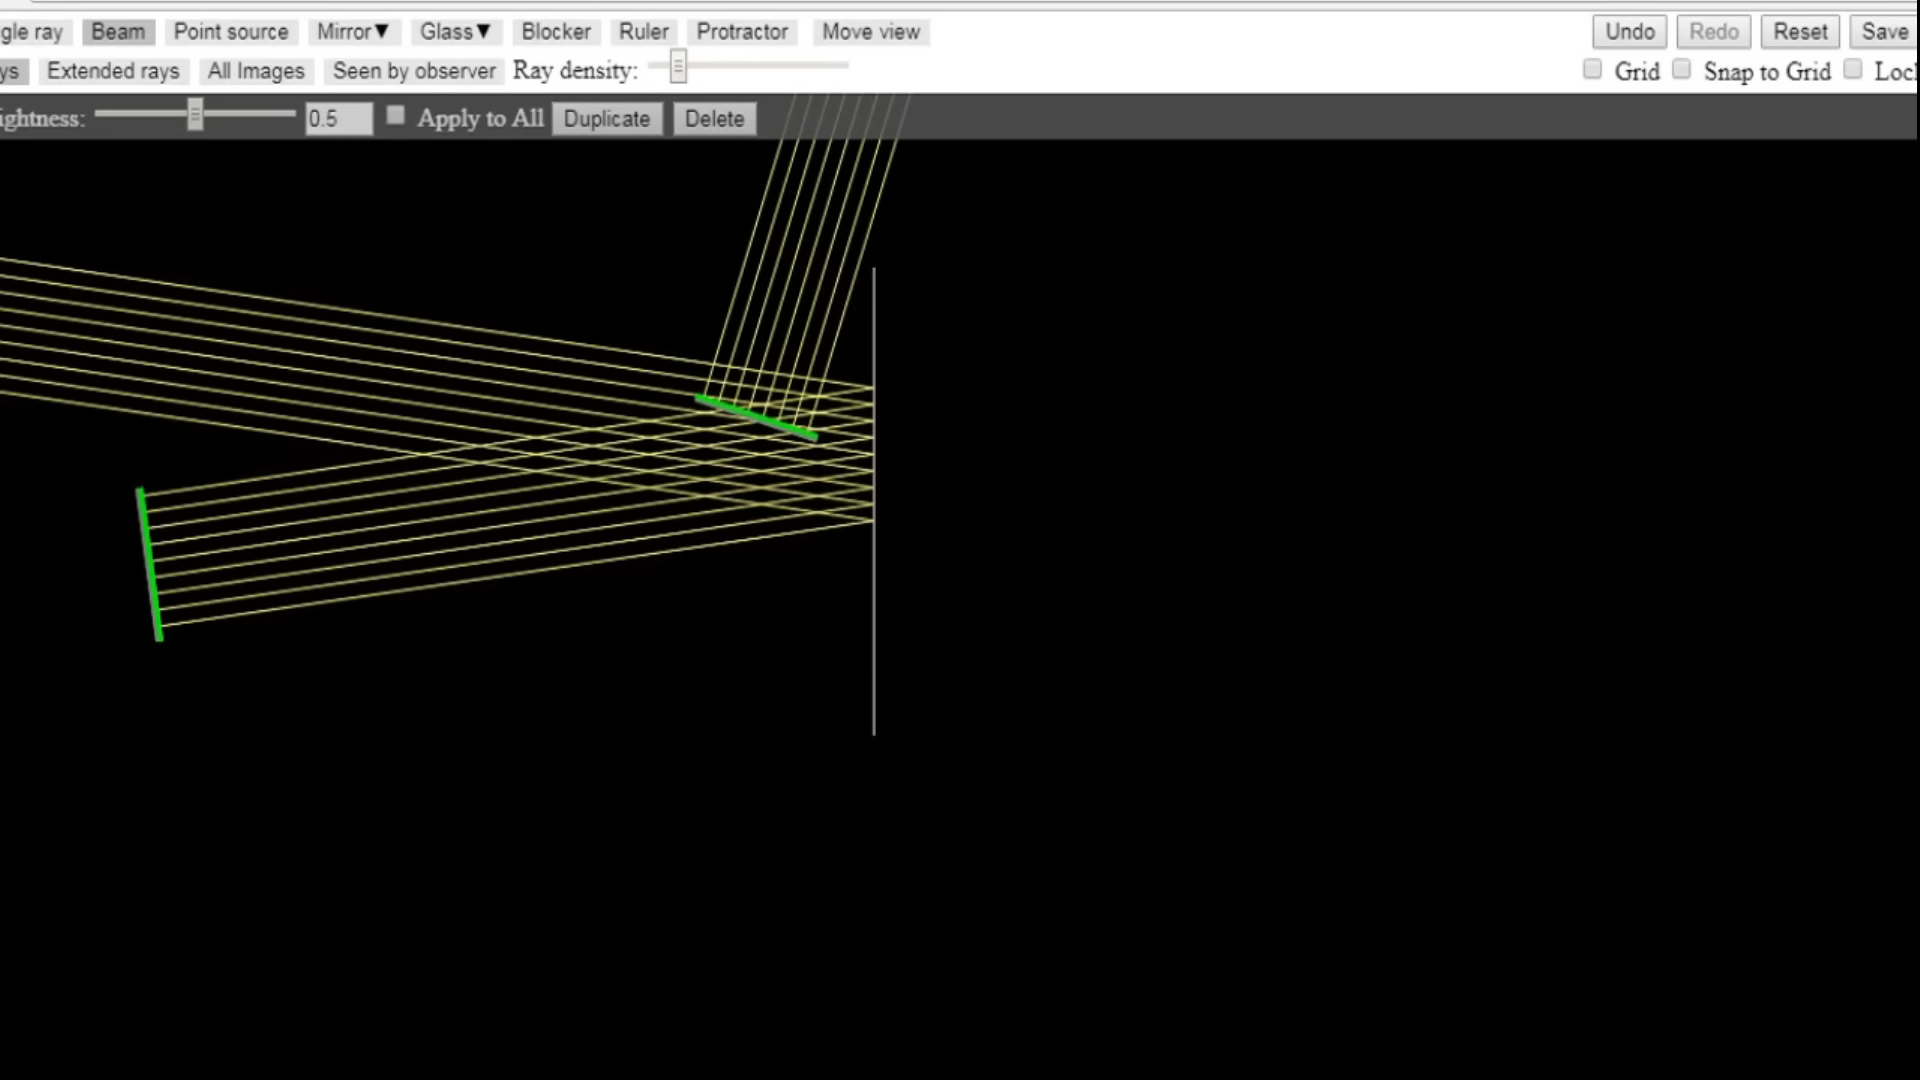 gle ray Beam Point source Mirror▼ Glass▼ Blocker Ruler Protractor Move view Undo Redo Reset Save
ys Extended rays All Images Seen by observer Ray density: Grid Snap to Grid Loc
ightness: 0.5 Apply to All Duplicate Delete